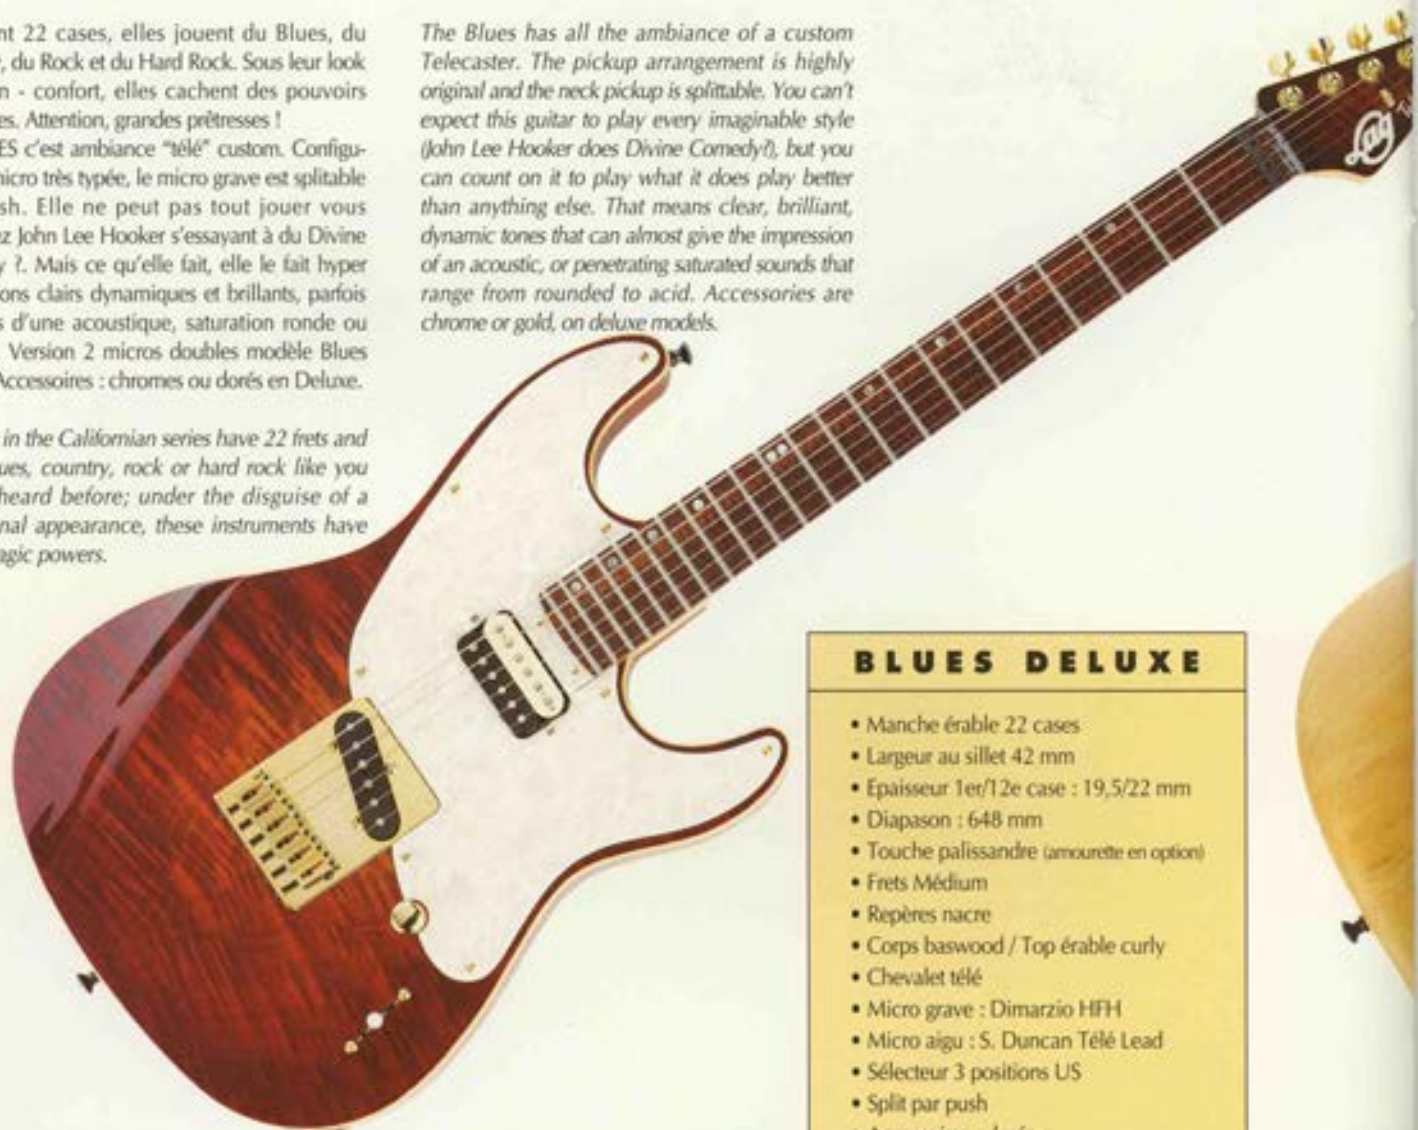 nt 22 cases, elles jouent du Blues, du
, du Rock et du Hard Rock. Sous leur look
n - confort, elles cachent des pouvoirs
es. Attention, grandes prêtresses !
ES c'est ambiance "télé" custom. Configu-
micro très typée, le micro grave est splitable
sh. Elle ne peut pas tout jouer vous
z John Lee Hooker s'essayant à du Divine
y ?. Mais ce qu'elle fait, elle le fait hyper
ons clairs dynamiques et brillants, parfois
s d'une acoustique, saturation ronde ou
Version 2 micros doubles modèle Blues
Accessoires : chromes ou dorés en Deluxe.
in the Californian series have 22 frets and
ues, country, rock or hard rock like you
heard before; under the disguise of a
nal appearance, these instruments have
agic powers.
The Blues has all the ambiance of a custom
Telecaster. The pickup arrangement is highly
original and the neck pickup is splittable. You can't
expect this guitar to play every imaginable style
(John Lee Hooker does Divine Comedy?), but you
can count on it to play what it does play better
than anything else. That means clear, brilliant,
dynamic tones that can almost give the impression
of an acoustic, or penetrating saturated sounds that
range from rounded to acid. Accessories are
chrome or gold, on deluxe models.
Lâg
BLUES DELUXE
• Manche érable 22 cases
• Largeur au sillet 42 mm
• Epaisseur 1er/12e case : 19,5/22 mm
• Diapason : 648 mm
• Touche palissandre (amourette en option)
• Frets Médium
• Repères nacre
• Corps baswood / Top érable curly
• Chevalet télé
• Micro grave : Dimarzio HFH
• Micro aigu : S. Duncan Télé Lead
• Sélecteur 3 positions US
• Split par push